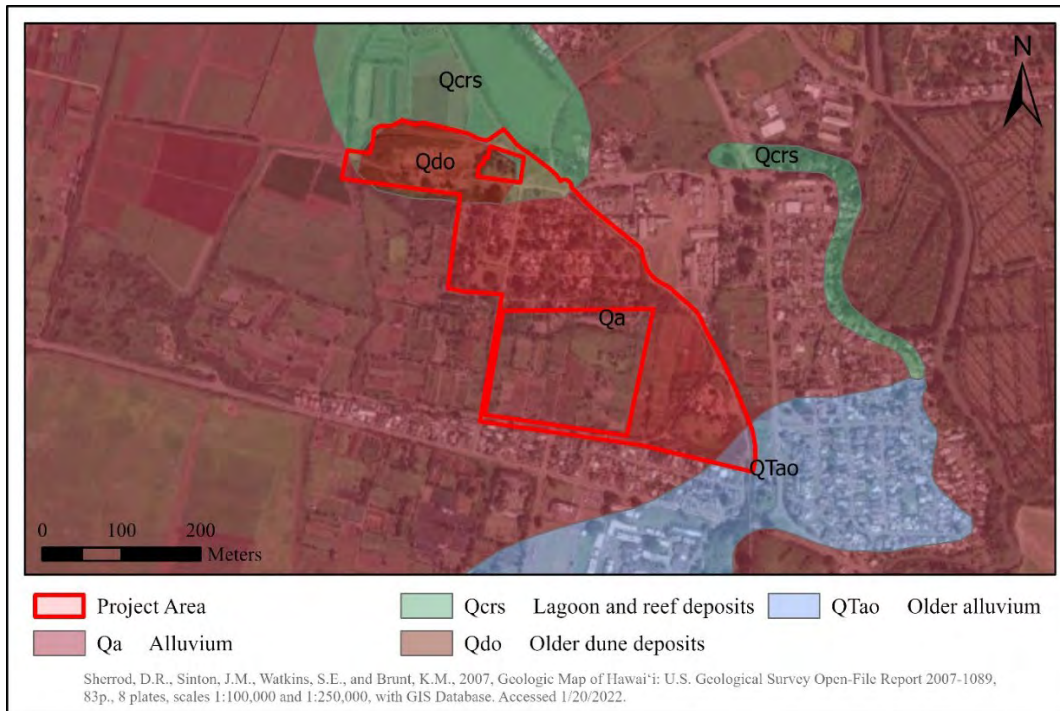 N
Qcrs
Qcrs
Qdo
Qa
QTao
0 100 200
Meters
Project Area
Qcrs Lagoon and reef deposits
QTao Older alluvium
Qa Alluvium
Qdo Older dune deposits
Sherrod, D.R., Sinton, J.M., Watkins, S.E., and Brunt, K.M., 2007, Geologic Map of Hawai‘i: U.S. Geological Survey Open-File Report 2007-1089,
83p., 8 plates, scales 1:100,000 and 1:250,000, with GIS Database. Accessed 1/20/2022.